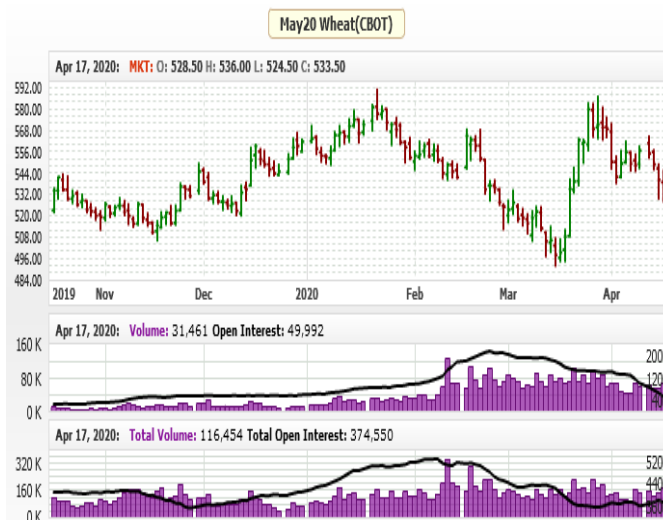 May20 Wheat(CBOT)
Apr 17, 2020: MKT: O: 528.50 H: 536.00 L: 524.50 C: 533.50
592.00
580.00
568.00
556.00
544.00
532.00
520.00
508.00
496.00
484.00
2019 Nov Dec 2020 Feb Mar Apr
Apr 17, 2020: Volume: 31,461 Open Interest: 49,992
160 K
80 K
0 K
200
120
Apr 17, 2020: Total Volume: 116,454 Total Open Interest: 374,550
320 K
160 K
0 K
520
440
360